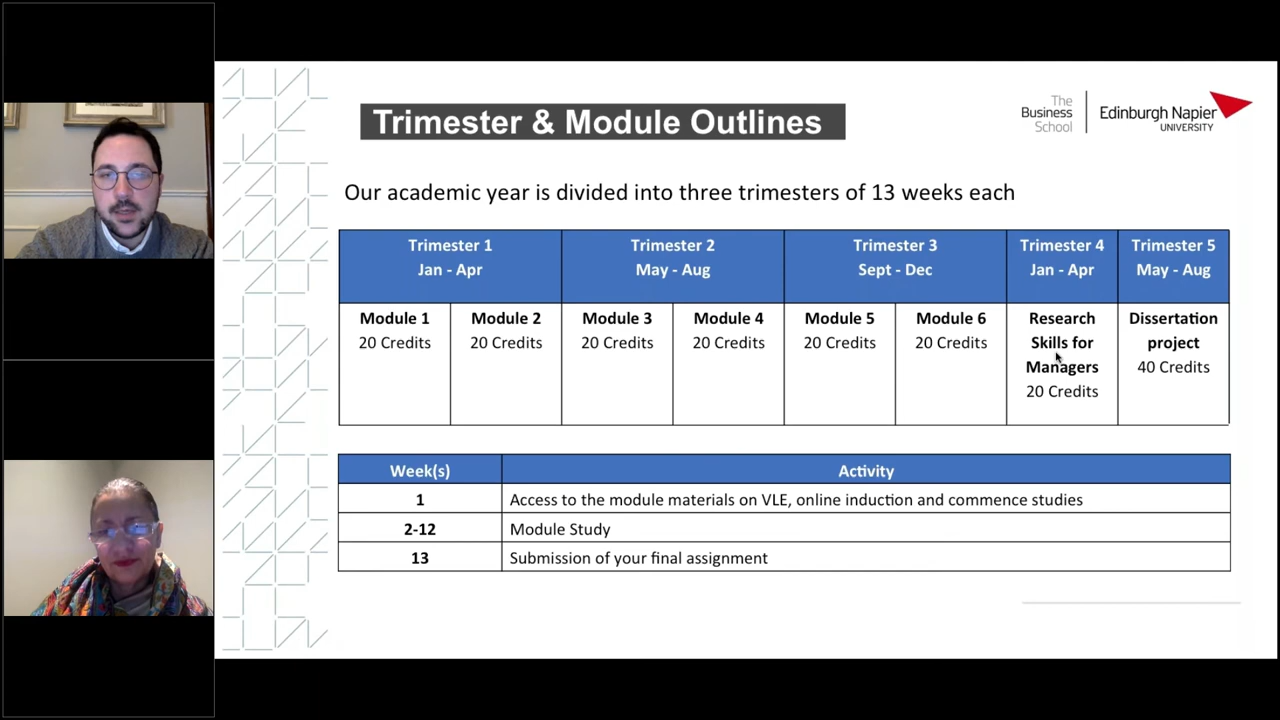 Trimester & Module Outlines
The
Business
School
Edinburgh Napier
UNIVERSITY
Our academic year is divided into three trimesters of 13 weeks each
Trimester 1
Jan - Apr
Trimester 2
May - Aug
Trimester 3
Sept - Dec
Trimester 4
Jan - Apr
Trimester 5
May - Aug
Module 1
20 Credits
Module 2
20 Credits
Module 3
20 Credits
Module 4
20 Credits
Module 5
20 Credits
Module 6
20 Credits
Research
Skills for
Managers
20 Credits
Dissertation
project
40 Credits
Week(s) Activity
1 Access to the module materials on VLE, online induction and commence studies
2-12 Module Study
13 Submission of your final assignment